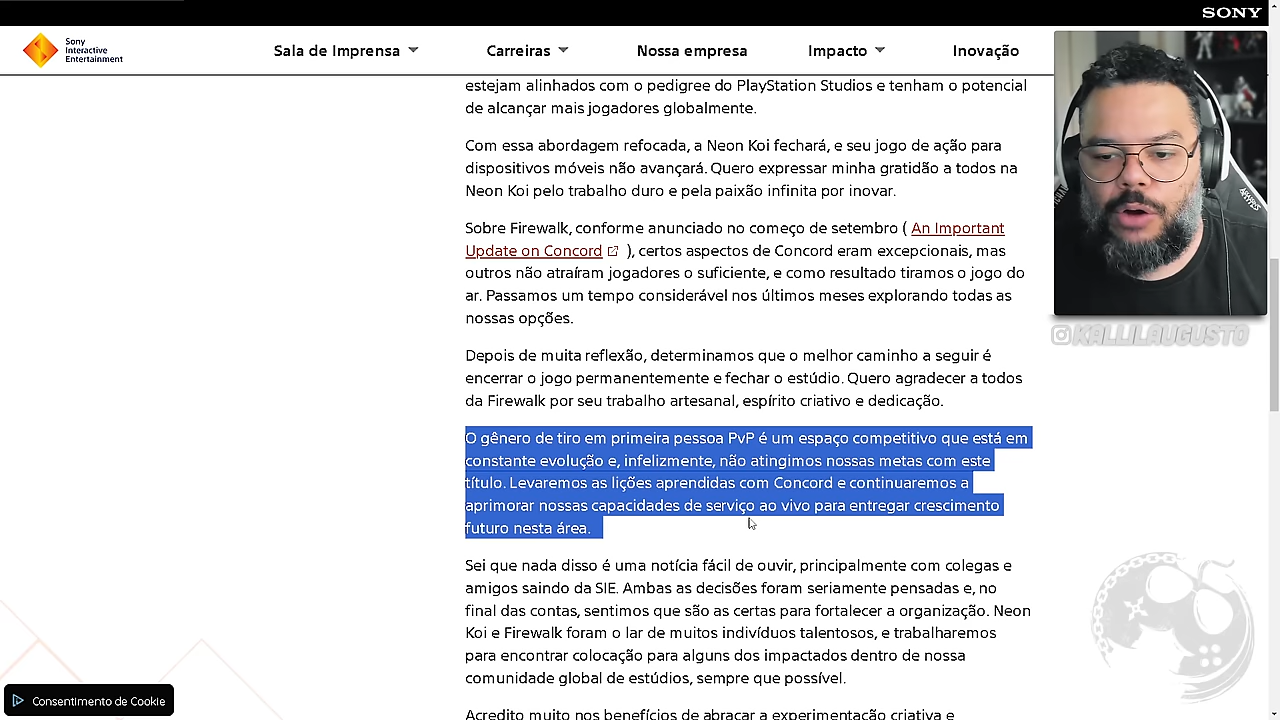 SONY
Sony
Interactive
Entertainment
Sala de Imprensa
Carreiras
Nossa empresa
Impacto
Inovação
estejam alinhados com o pedigree do PlayStation Studios e tenham o potencial
de alcançar mais jogadores globalmente.
Com essa abordagem refocada, a Neon Koi fechará, e seu jogo de ação para
dispositivos móveis não avançará. Quero expressar minha gratidão a todos na
Neon Koi pelo trabalho duro e pela paixão infinita por inovar.
Sobre Firewalk, conforme anunciado no começo de setembro ( An Important
Update on Concord ), certos aspectos de Concord eram excepcionais, mas
outros não atraíram jogadores o suficiente, e como resultado tiramos o jogo do
ar. Passamos um tempo considerável nos últimos meses explorando todas as
nossas opções.
Depois de muita reflexão, determinamos que o melhor caminho a seguir é
encerrar o jogo permanentemente e fechar o estúdio. Quero agradecer a todos
da Firewalk por seu trabalho artesanal, espírito criativo e dedicação.
O gênero de tiro em primeira pessoa PvP é um espaço competitivo que está em
constante evolução e, infelizmente, não atingimos nossas metas com este
título. Levaremos as lições aprendidas com Concord e continuaremos a
aprimorar nossas capacidades de serviço ao vivo para entregar crescimento
futuro nesta área.
Sei que nada disso é uma notícia fácil de ouvir, principalmente com colegas e
amigos saindo da SIE. Ambas as decisões foram seriamente pensadas e, no
final das contas, sentimos que são as certas para fortalecer a organização. Neon
Koi e Firewalk foram o lar de muitos indivíduos talentosos, e trabalharemos
para encontrar colocação para alguns dos impactados dentro de nossa
comunidade global de estúdios, sempre que possível.
Acredito muito nos benefícios de abraçar a experimentação criativa e
KALLILAUGUSTO
Consentimento de Cookie